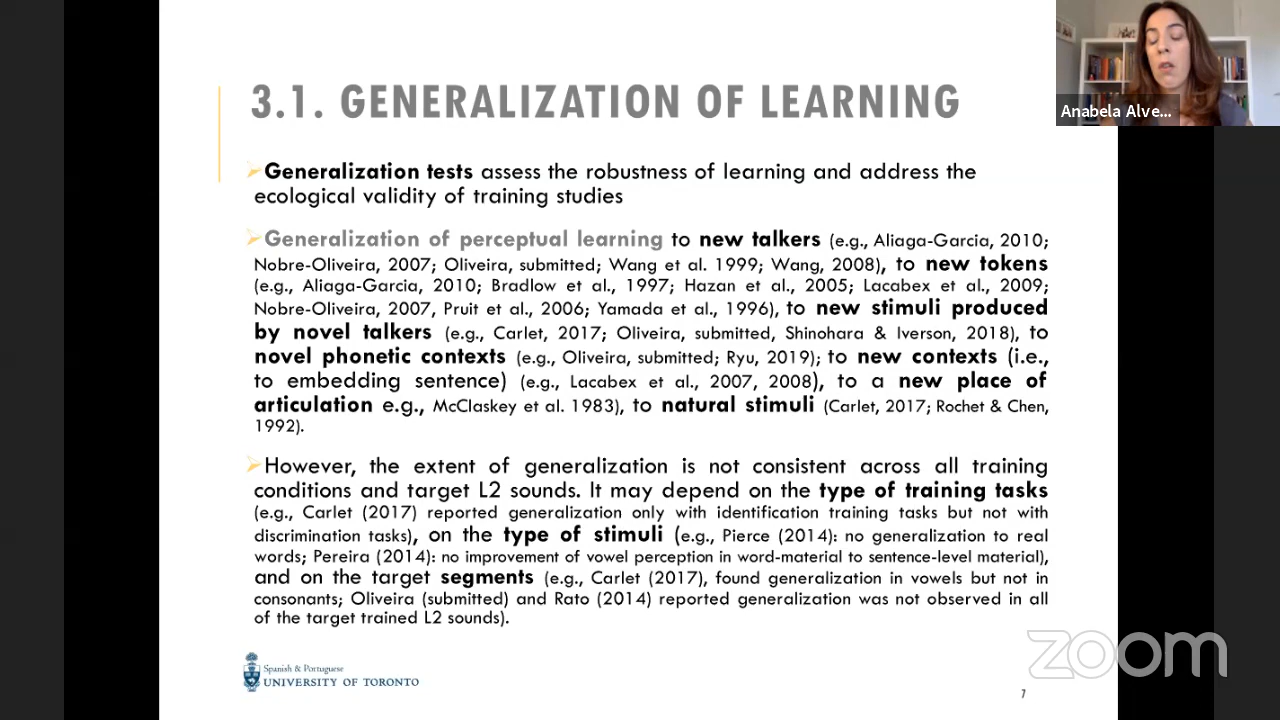 3.1. GENERALIZATION OF LEARNING
Generalization tests assess the robustness of learning and address the
ecological validity of training studies
Generalization of perceptual learning to new talkers (e.g., Aliaga-Garcia, 2010;
Nobre-Oliveira, 2007; Oliveira, submitted; Wang et al. 1999; Wang, 2008), to new tokens
(e.g., Aliaga-Garcia, 2010; Bradlow et al., 1997; Hazan et al., 2005; Lacabex et al., 2009;
Nobre-Oliveira, 2007, Pruit et al., 2006; Yamada et al., 1996), to new stimuli produced
by novel talkers (e.g., Carlet, 2017; Oliveira, submitted, Shinohara & Iverson, 2018), to
novel phonetic contexts (e.g., Oliveira, submitted; Ryu, 2019); to new contexts (i.e.,
to embedding sentence) (e.g., Lacabex et al., 2007, 2008), to a new place of
articulation e.g., McClaskey et al. 1983), to natural stimuli (Carlet, 2017; Rochet & Chen,
1992).
However, the extent of generalization is not consistent across all training
conditions and target L2 sounds. It may depend on the type of training tasks
(e.g., Carlet (2017) reported generalization only with identification training tasks but not with
discrimination tasks), on the type of stimuli (e.g., Pierce (2014): no generalization to real
words; Pereira (2014): no improvement of vowel perception in word-material to sentence-level material),
and on the target segments (e.g., Carlet (2017), found generalization in vowels but not in
consonants; Oliveira (submitted) and Rato (2014) reported generalization was not observed in all
of the target trained L2 sounds).
Spanish & Portuguese
UNIVERSITY OF TORONTO
7
Anabela Alve...
zoom